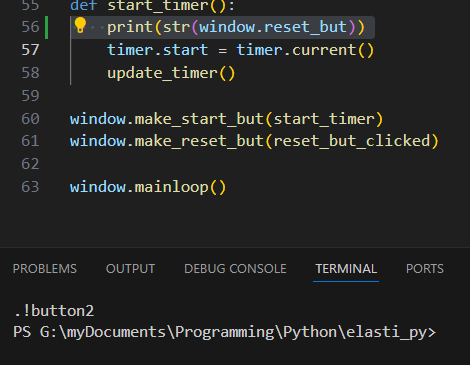 55 def start_timer():
56     print(str(window.reset_but))
57     timer.start = timer.current()
58     update_timer()
59
60 window.make_start_but(start_timer)
61 window.make_reset_but(reset_but_clicked)
62
63 window.mainloop()
PROBLEMS OUTPUT DEBUG CONSOLE TERMINAL PORTS
.!button2
PS G:\myDocuments\Programming\Python\elasti_py>